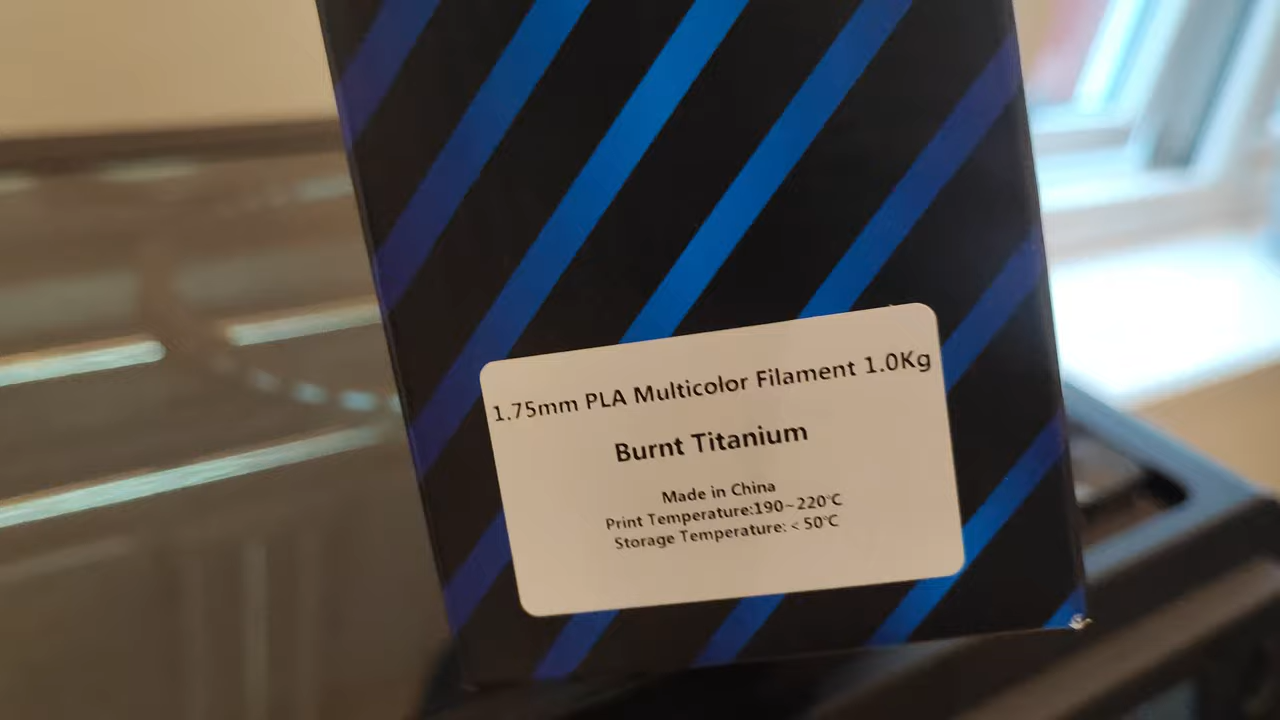 1.75mm PLA Multicolor Filament 1.0Kg
Burnt Titanium
Made in China
Print Temperature:190~220℃
Storage Temperature: < 50℃